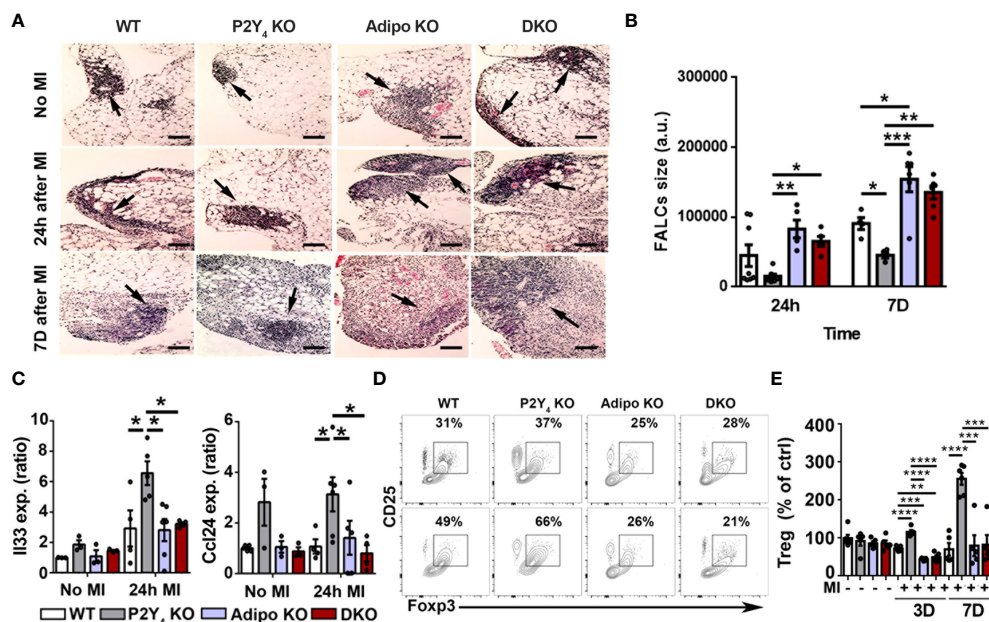 A
WT P2Y4 KO Adipo KO DKO
No MI
24h after MI
7D after MI
B
FALCs size (a.u.)
300000
200000
100000
0
* ** * * *** ** *
24h 7D
Time
C
Il33 exp. (ratio)
10
8
6
4
2
0
* * *
No MI 24h MI
Ccl24 exp. (ratio)
6
4
2
0
* * *
No MI 24h MI
WT P2Y4 KO Adipo KO DKO
D
WT P2Y4 KO Adipo KO DKO
31% 37% 25% 28%
49% 66% 26% 21%
CD25
Foxp3
E
Treg (% of ctrl)
400
300
200
100
0
****
****
**
***
****
**** ***
***
MI - - - - + + + + + + + +
3D 7D